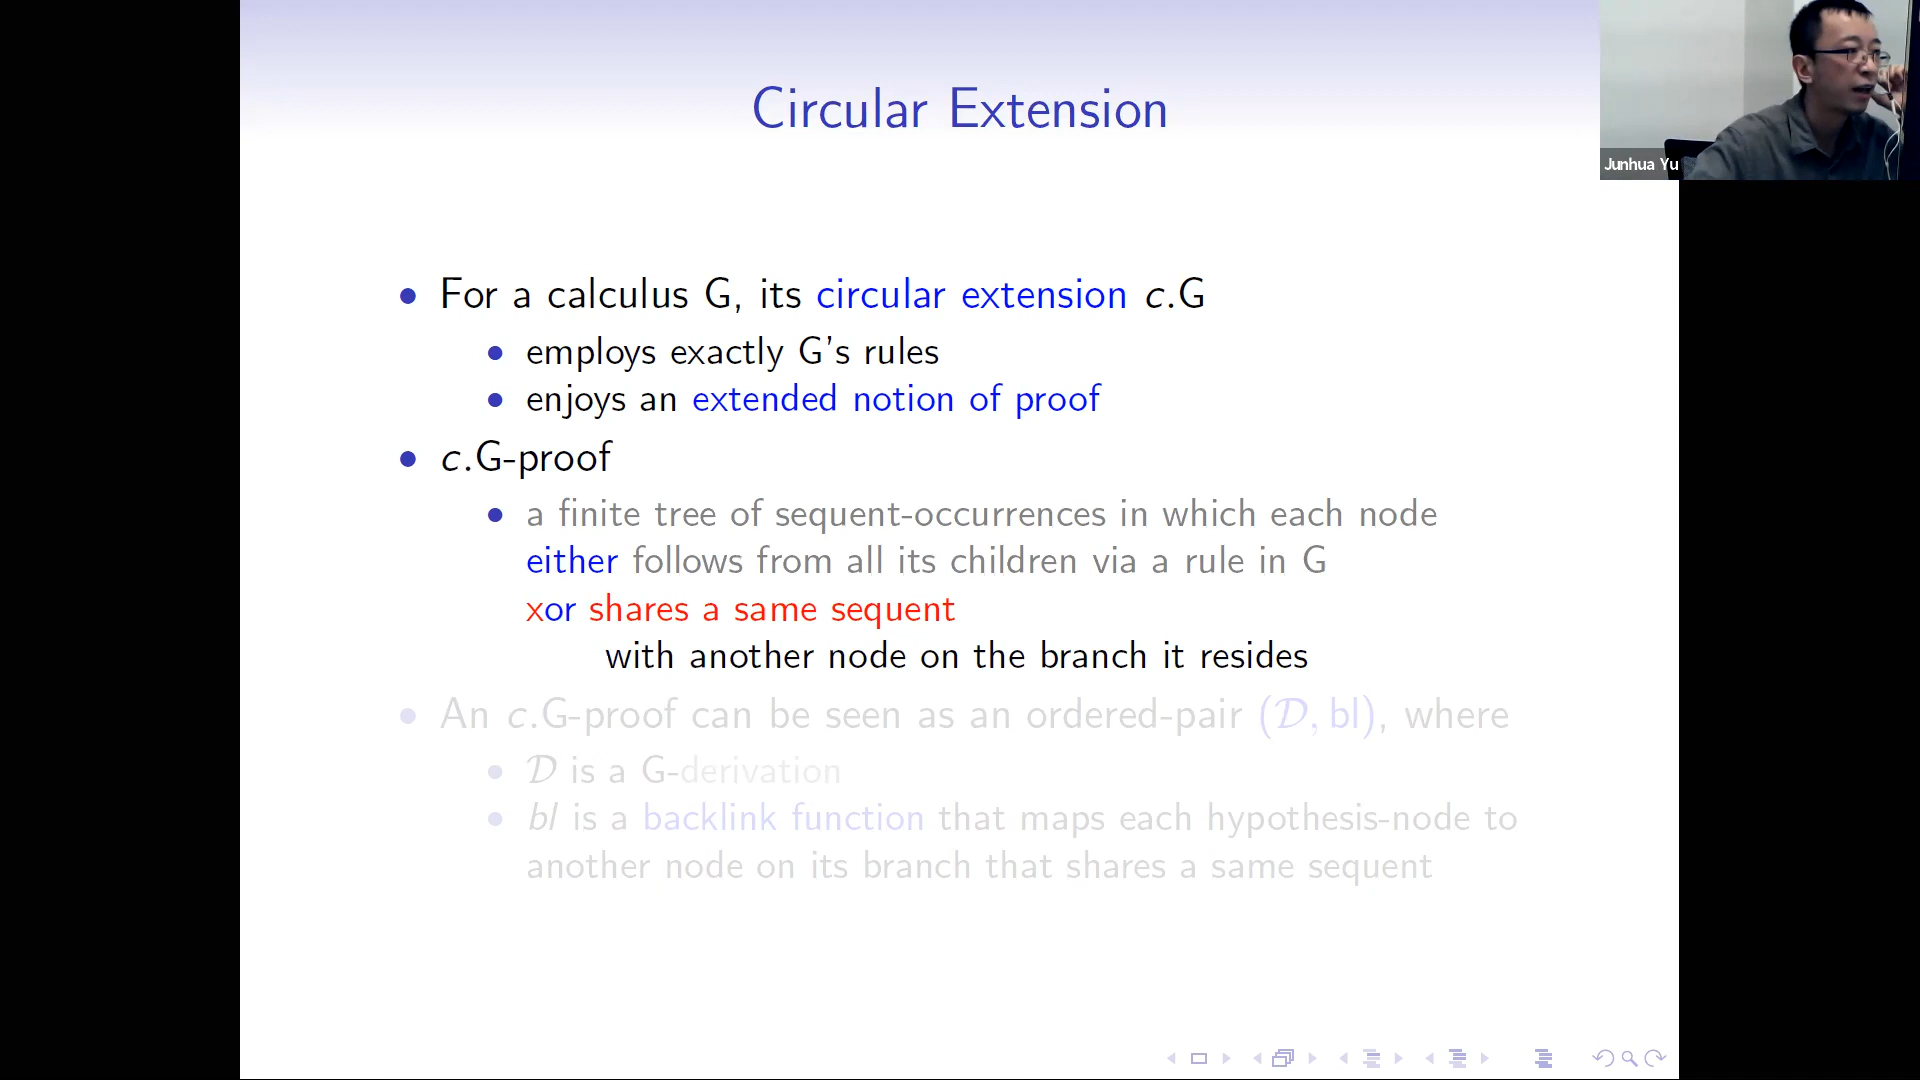 Circular Extension
Junhua Yu
For a calculus G, its circular extension c.G
employs exactly G's rules
enjoys an extended notion of proof
c.G-proof
a finite tree of sequent-occurrences in which each node
either follows from all its children via a rule in G
xor shares a same sequent
with another node on the branch it resides
An c.G-proof can be seen as an ordered-pair (𝒟, bl), where
𝒟 is a G-derivation
bl is a backlink function that maps each hypothesis-node to
another node on its branch that shares a same sequent